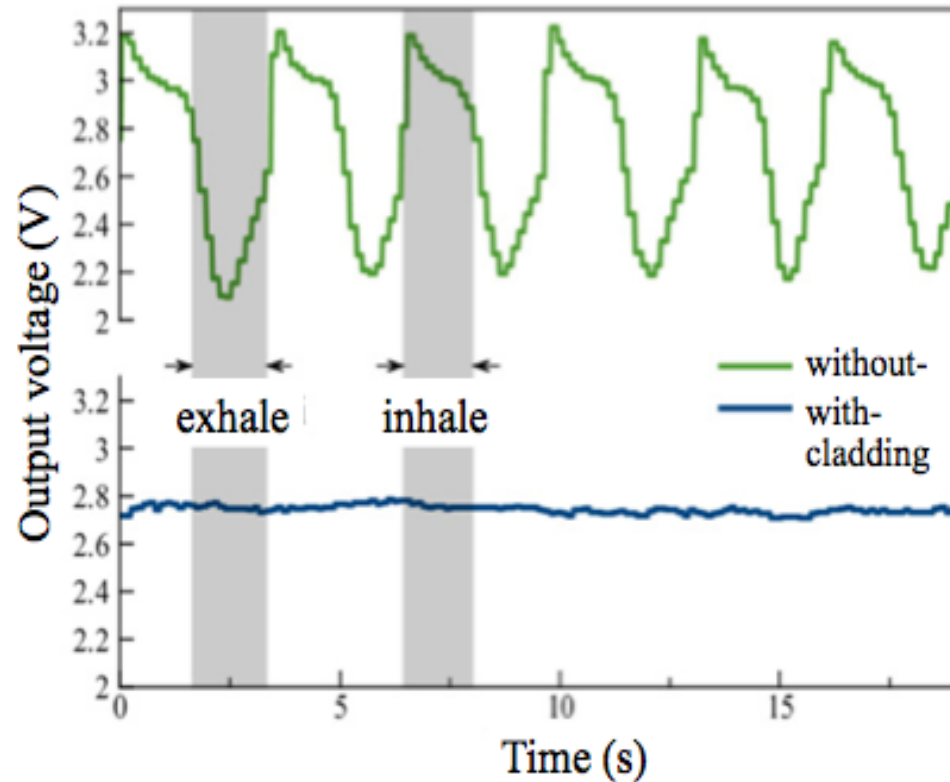 3.2
3
2.8
2.6
2.4
2.2
2
Output voltage (V)
without-
with-
cladding
exhale
inhale
3.2
3
2.8
2.6
2.4
2.2
2
0 5 10 15
Time (s)